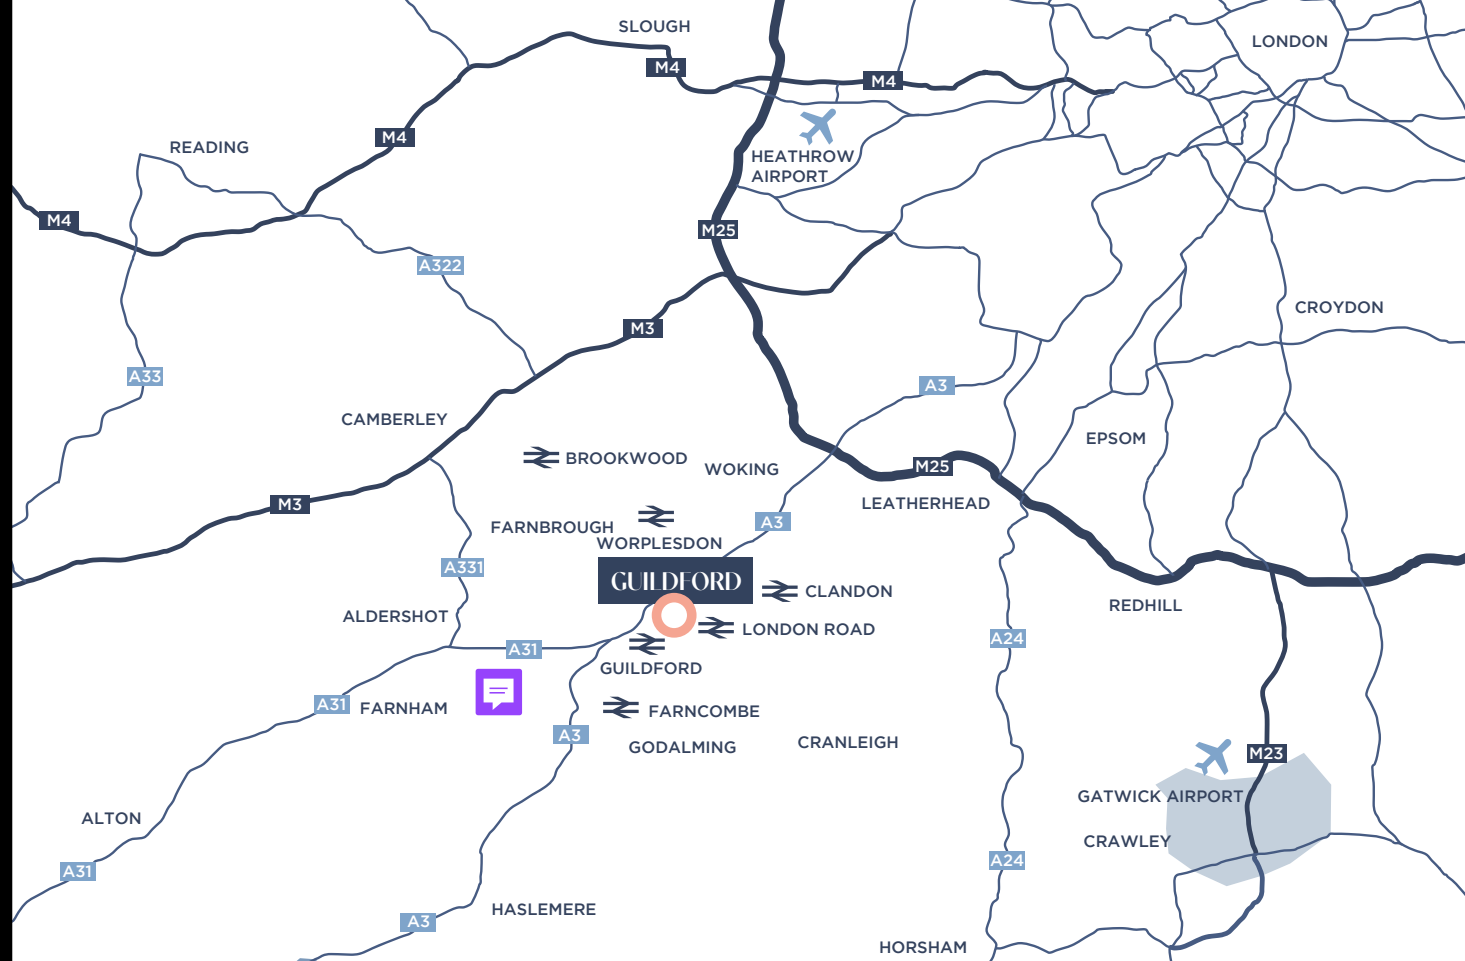 SLOUGH
LONDON
M4
M4
M4
READING
HEATHROW
AIRPORT
M4
M25
A322
CROYDON
M3
A33
A3
CAMBERLEY
EPSOM
BROOKWOOD
WOKING
M25
M3
LEATHERHEAD
A3
FARNBROUGH
WORPLESDON
A331
GUILDFORD
CLANDON
REDHILL
ALDERSHOT
LONDON ROAD
A24
A31
GUILDFORD
A31
FARNHAM
FARNCOMBE
A3
GODALMING
CRANLEIGH
M23
GATWICK AIRPORT
ALTON
CRAWLEY
A24
A31
HASLEMERE
A3
HORSHAM